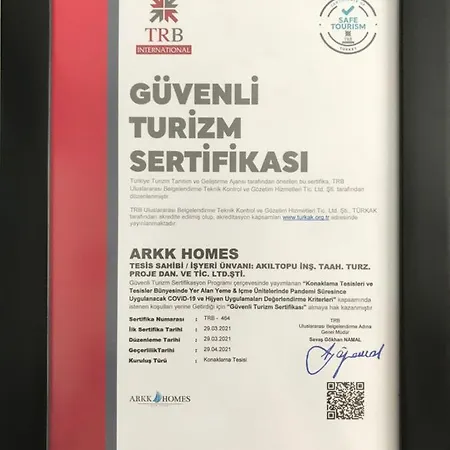 TRB
INTERNATIONAL
SAFE
TOURISM
TURKEY
GÜVENLİ
TURİZM
SERTİFİKASI
Türkiye Turizm Tanıtım ve Geliştirme Ajansı tarafından önerilen bu sertifika, TRB
Uluslararası Belgelendirme Teknik Kontrol ve Gözetim Hizmetleri Tic. Ltd. Şti. tarafından
düzenlenmiştir.
TRB Uluslararası Belgelendirme Teknik Kontrol ve Gözetim Hizmetleri Tic. Ltd. Şti., TÜRKAK
tarafından akredite edilmiş olup, akreditasyon kapsamları www.turkak.org.tr adresinde
yayınlanmaktadır.
ARKK HOMES
TESİS SAHİBİ / İŞYERİ ÜNVANI: AKILTOPU İNŞ. TAAH. TURZ.
PROJE DAN. VE TİC. LTD.ŞTİ.
Güvenli Turizm Sertifikasyon Programı çerçevesinde yayımlanan "Konaklama Tesisleri ve
Tesisler Bünyesinde Yer Alan Yeme & İçme Ünitelerinde Pandemi Süresince
Uygulanacak COVID-19 ve Hijyen Uygulamaları Değerlendirme Kriterleri" kapsamında
istenen koşulları yerine Getirdiği için "Güvenli Turizm Sertifikası" almaya hak kazanmıştır.
Sertifika Numarası : TRB - 464
İlk Sertifika Tarihi : 29.03.2021
Düzenleme Tarihi : 29.03.2021
GeçerlilikTarihi : 29.04.2021
Kuruluş Türü : Konaklama Tesisi
TRB
Uluslararası Belgelendirme Adına
Genel Müdür
Savaş Gökhan NAMAL
ARKK HOMES